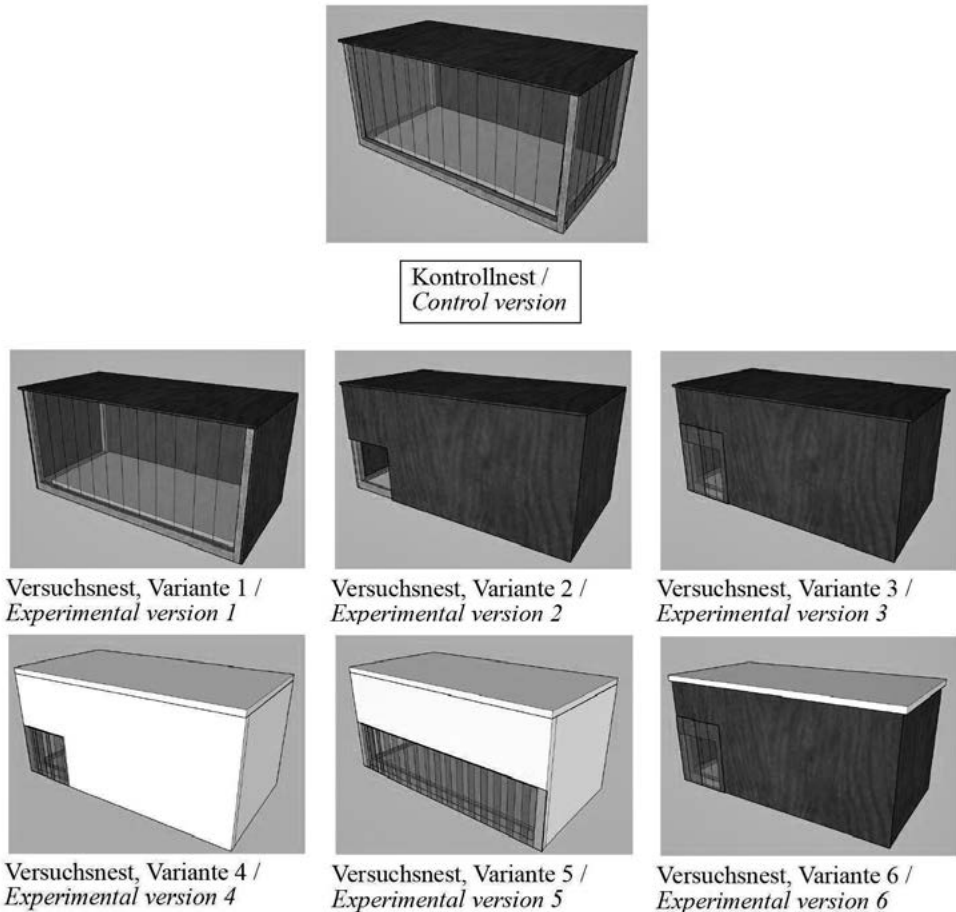 Kontrollnest /
Control version
Versuchsnest, Variante 1 /
Experimental version 1
Versuchsnest, Variante 2 /
Experimental version 2
Versuchsnest, Variante 3 /
Experimental version 3
Versuchsnest, Variante 4 /
Experimental version 4
Versuchsnest, Variante 5 /
Experimental version 5
Versuchsnest, Variante 6 /
Experimental version 6